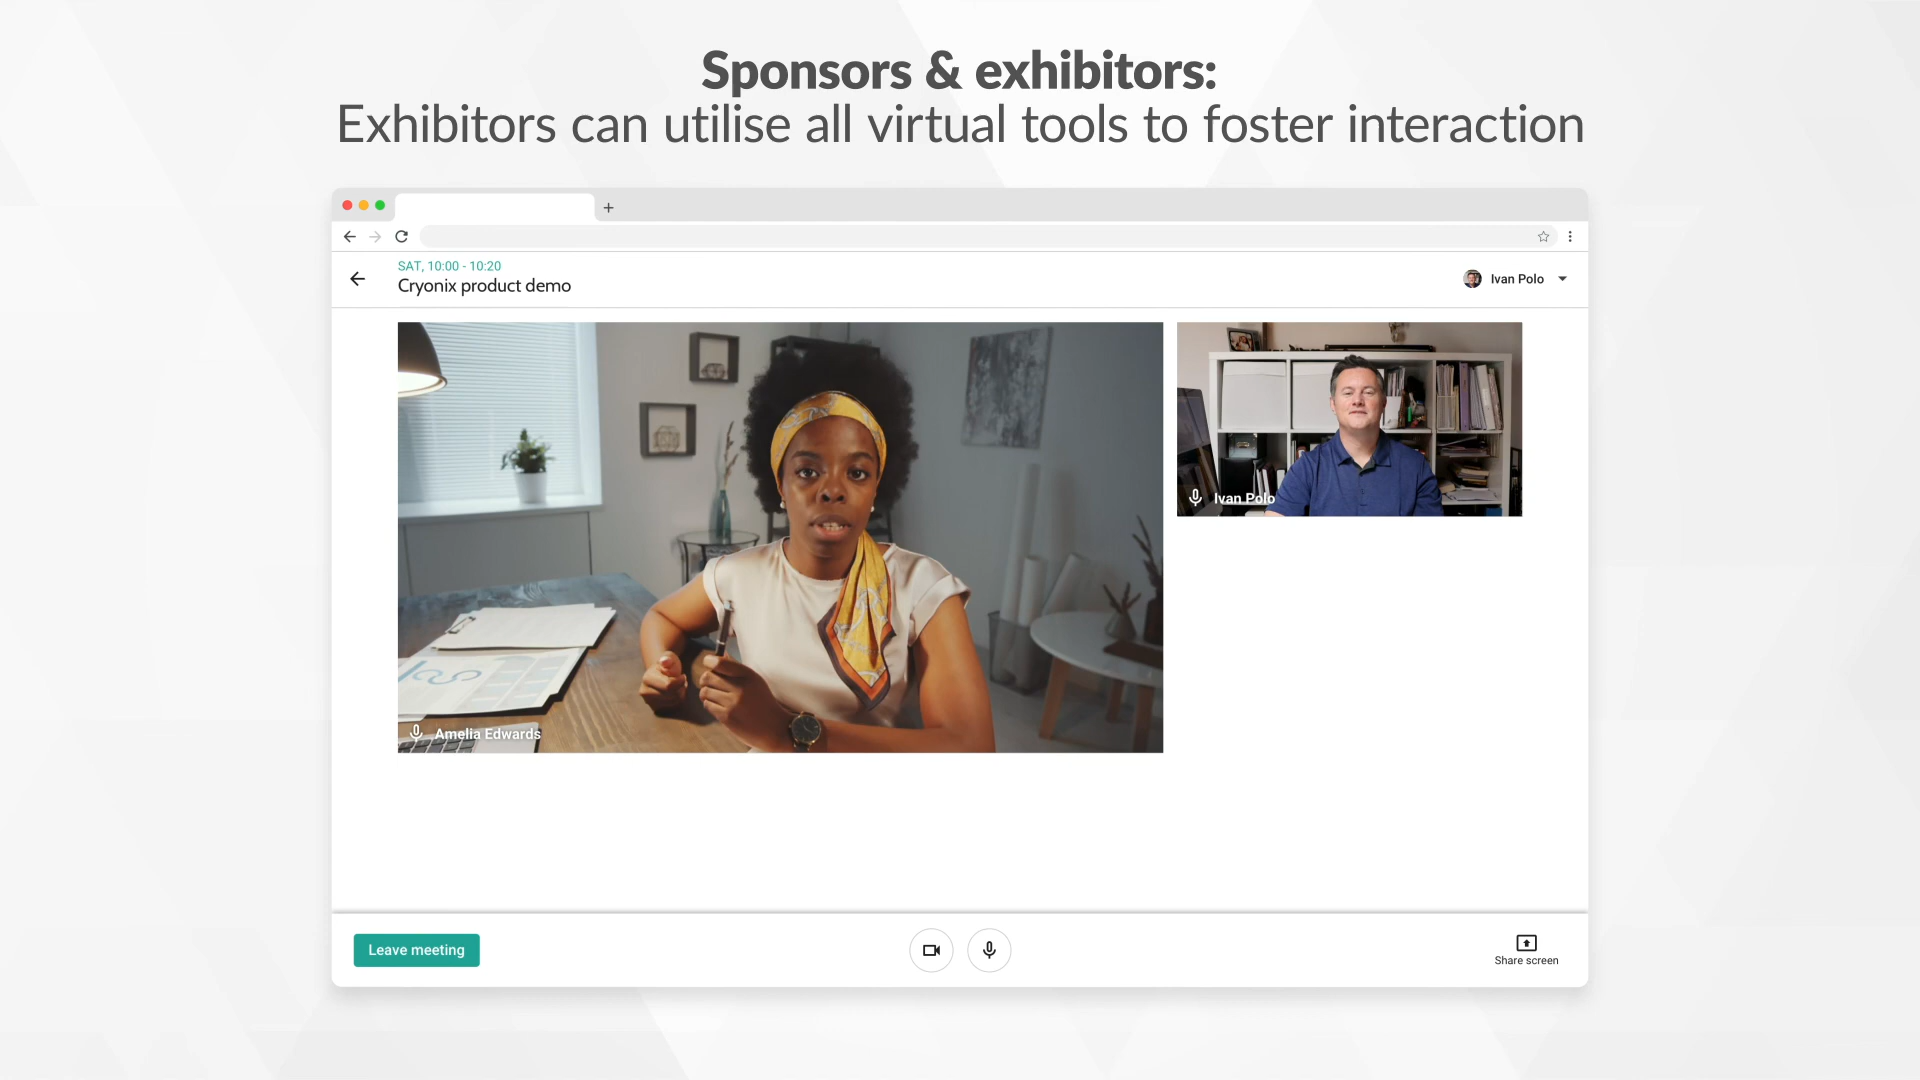 Sponsors & exhibitors:
Exhibitors can utilise all virtual tools to foster interaction
SAT, 10:00 - 10:20
Cryonix product demo
Ivan Polo
Ivan Polo
Amelia Edwards
Leave meeting
Share screen